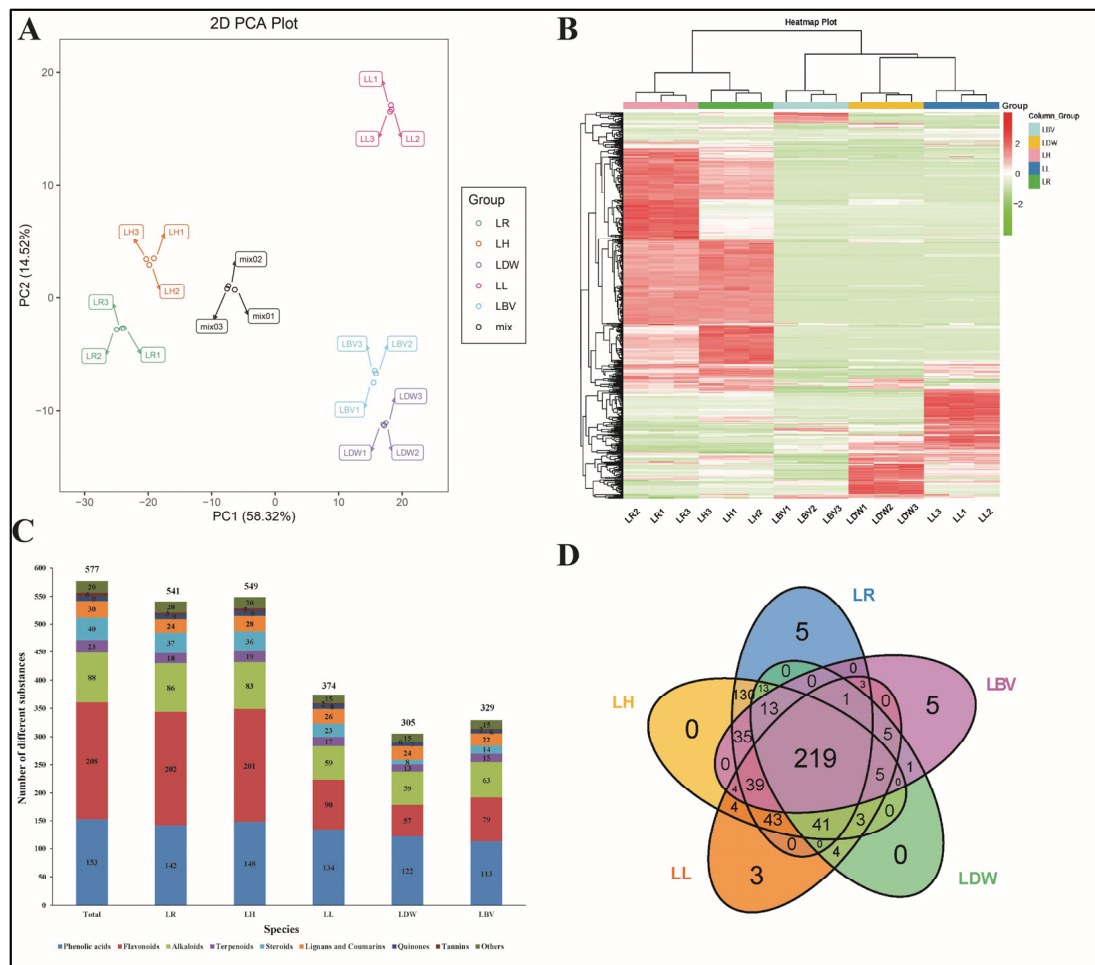 A
2D PCA Plot
20
10
0
−10
−30
−20
−10
0
10
20
PC2 (14.52%)
PC1 (58.32%)
LL1
LL3
LL2
LH3
LH1
LH2
mix02
mix03
mix01
LR3
LR2
LR1
LBV3
LBV2
LBV1
LDW3
LDW1
LDW2
Group
LR
LH
LDW
LL
LBV
mix
B
Heatmap Plot
Group
2
0
−2
Column_Group
LBV
LDW
LH
LL
LR
LR2
LR1
LR3
LH3
LH1
LH2
LBV1
LBV2
LBV3
LDW1
LDW2
LDW3
LL3
LL1
LL2
C
Number of different substances
600
550
500
450
400
350
300
250
200
150
100
50
0
577
20
6
9
30
40
23
88
208
153
541
20
24
37
18
86
202
142
549
20
28
36
19
83
201
148
374
15
26
23
17
59
90
134
305
15
24
8
13
59
57
122
329
15
22
14
15
63
79
113
Total
LR
LH
LL
LDW
LBV
Species
Phenolic acids
Flavonoids
Alkaloids
Terpenoids
Steroids
Lignans and Coumarins
Quinones
Tannins
Others
D
LR
LBV
LDW
LL
LH
5
0
0
130
13
0
3
0
5
0
13
1
35
5
219
1
0
39
5
0
4
4
43
41
3
0
0
0
4
0
3